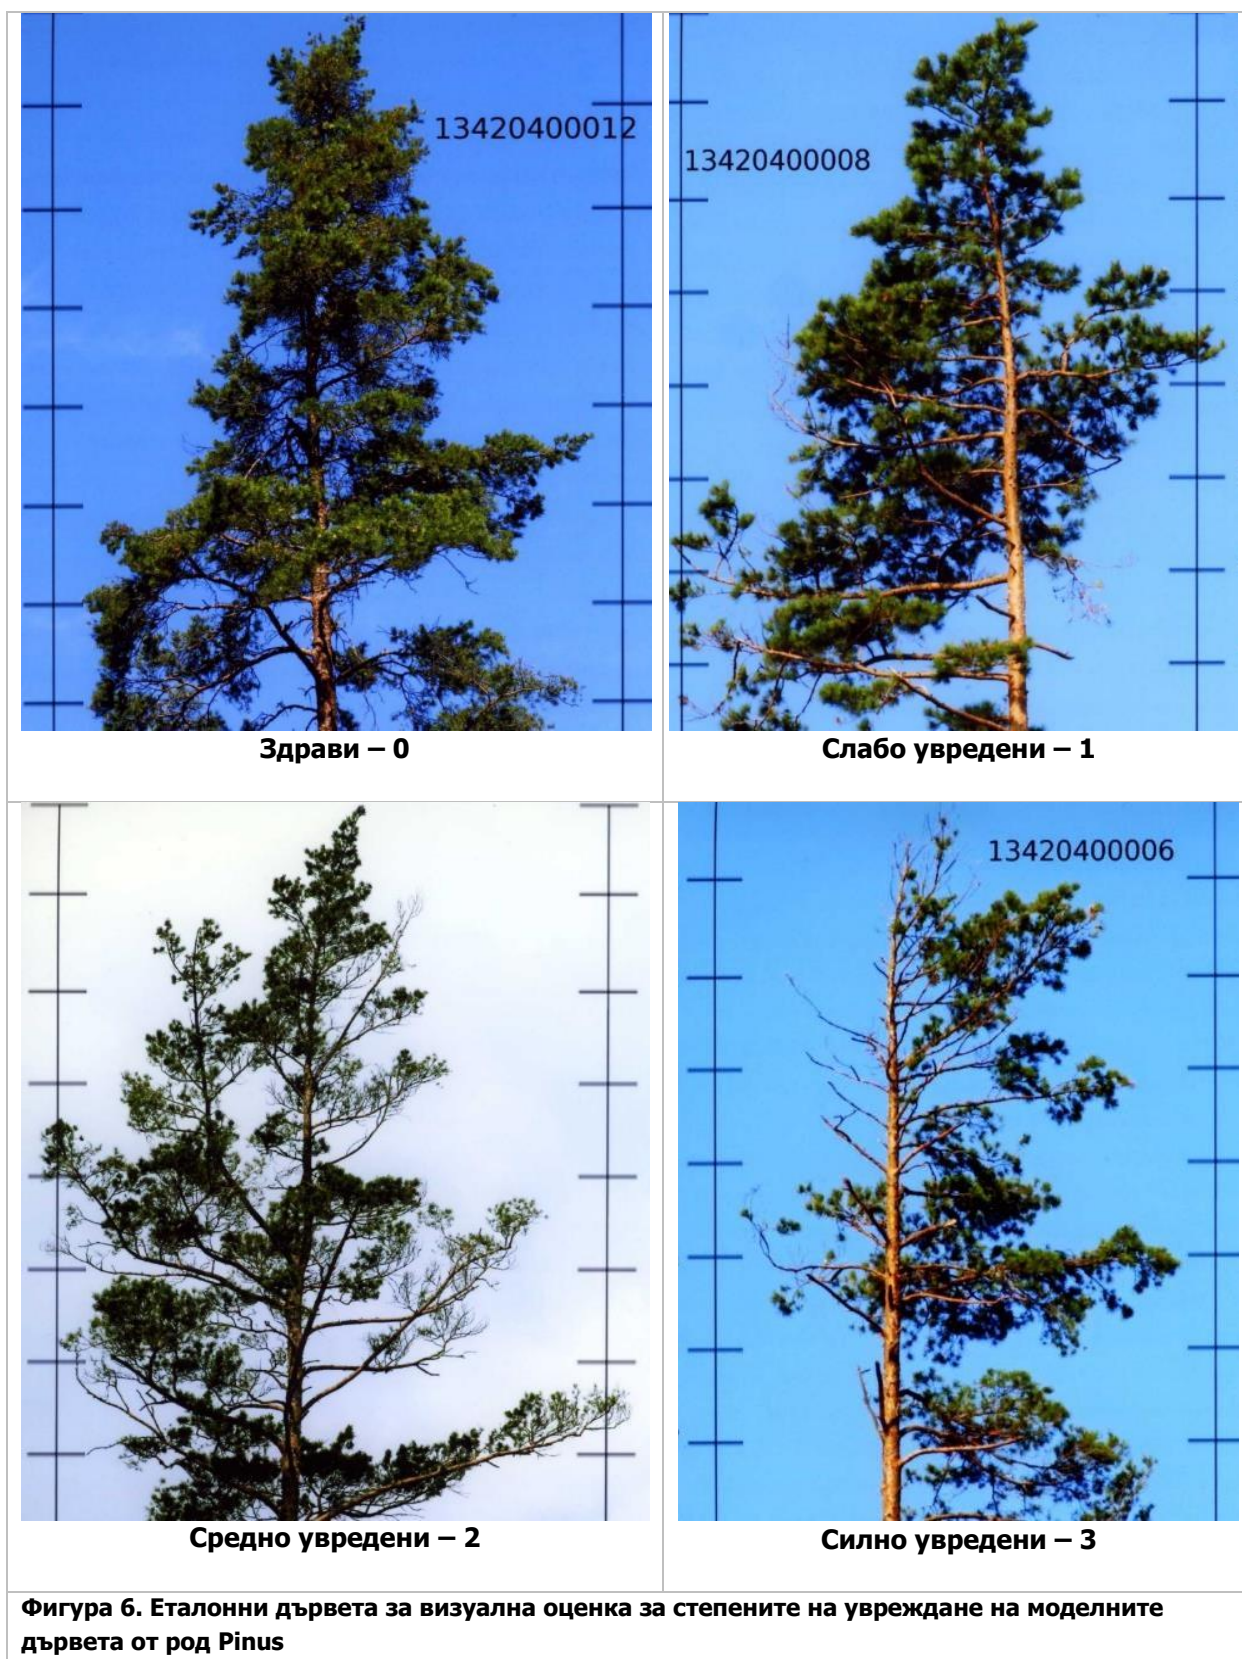 13420400012
13420400008
Здрави – 0
Слабо увредени – 1
13420400006
Средно увредени – 2
Силно увредени – 3
Фигура 6. Еталонни дървета за визуална оценка за степените на увреждане на моделните
дървета от род Pinus